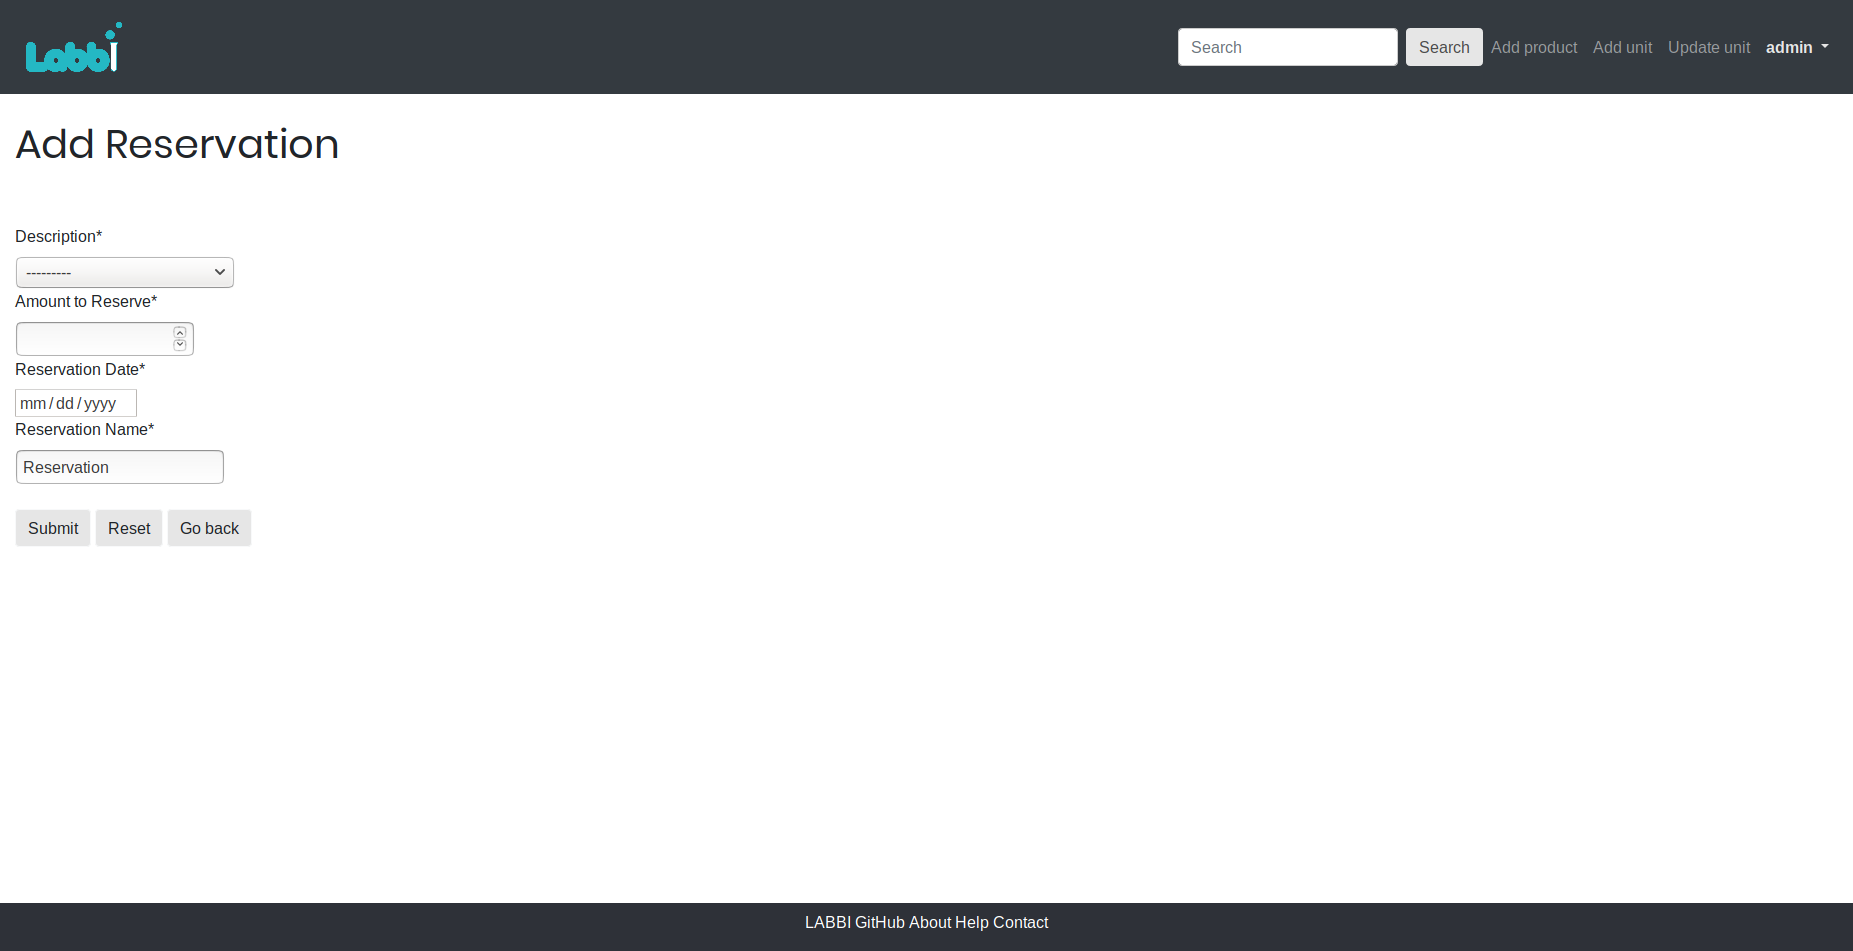 Labbi
Search Search Add product Add unit Update unit admin
Add Reservation
Description*
---------
Amount to Reserve*
Reservation Date*
mm / dd / yyyy
Reservation Name*
Reservation
Submit Reset Go back
LABBI GitHub About Help Contact